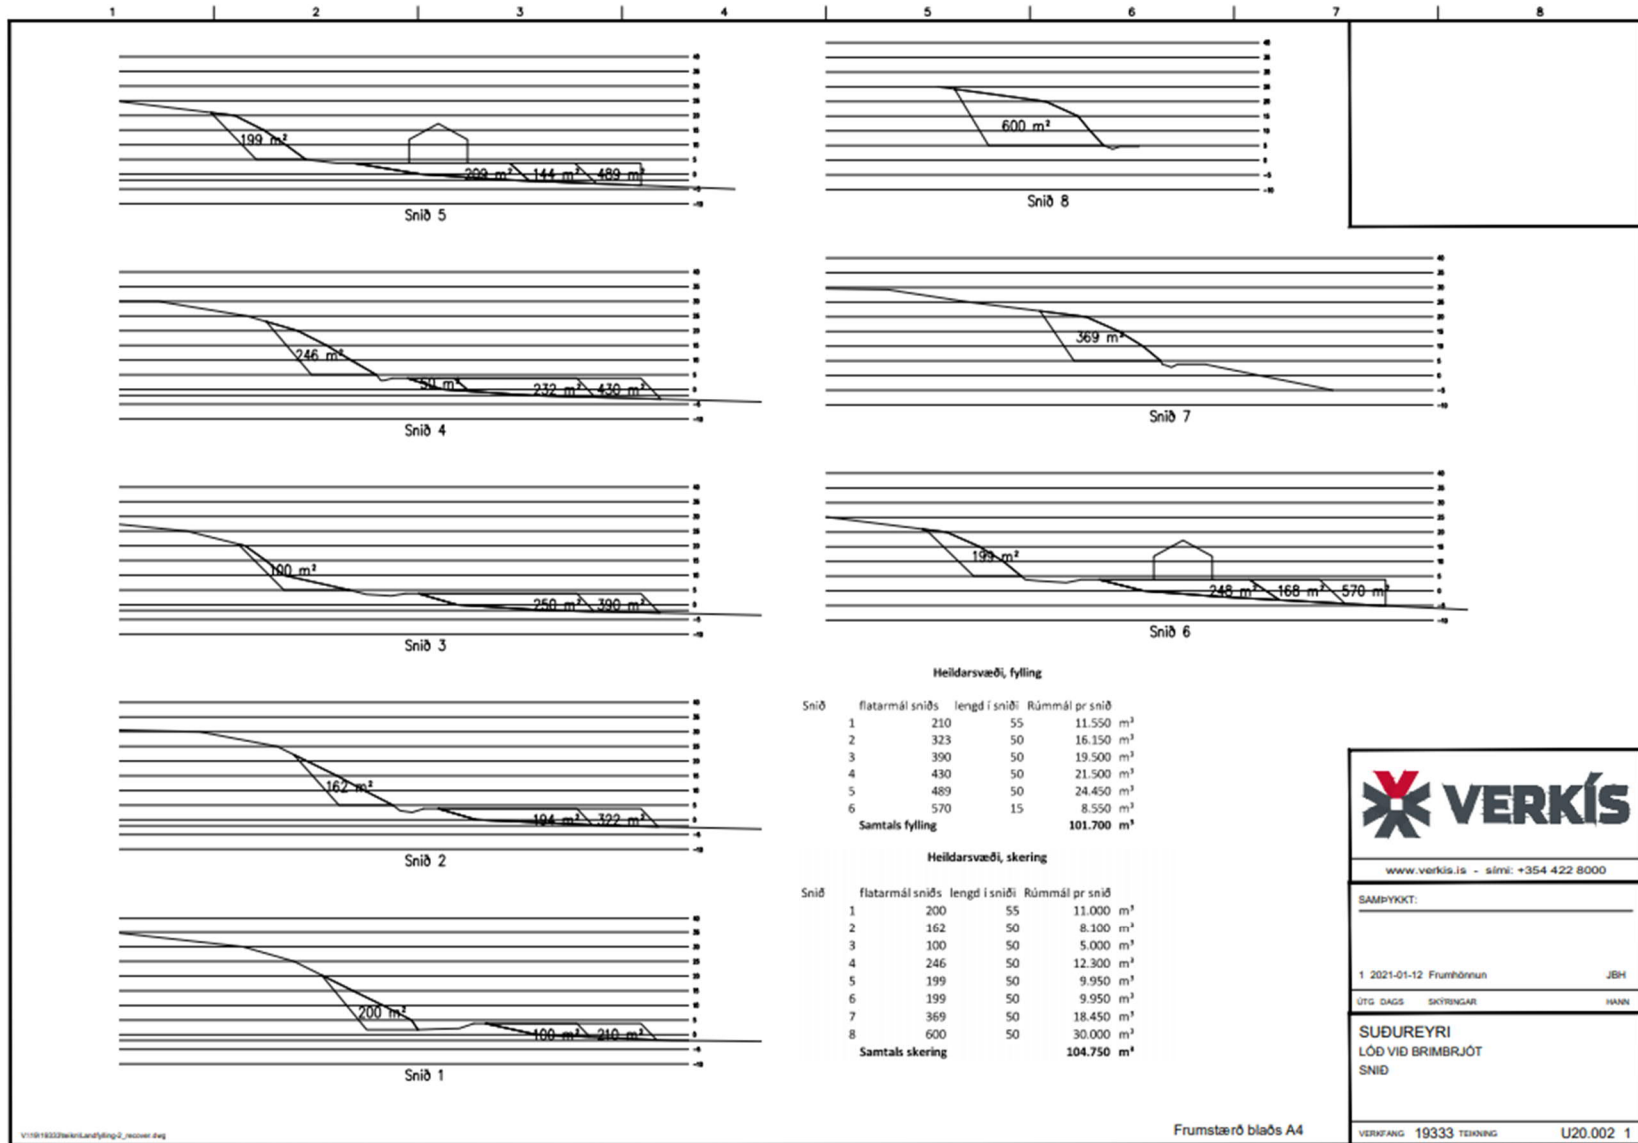 1 2 3 4 5 6 7 8
199 m²
209 m² 144 m² 489 m²
Snið 5
600 m²
Snið 8
246 m²
50 m² 232 m² 430 m²
Snið 4
369 m²
Snið 7
100 m²
250 m² 390 m²
Snið 3
199 m²
248 m² 168 m² 570 m²
Snið 6
162 m²
194 m² 322 m²
Snið 2
200 m²
100 m² 210 m²
Snið 1
Heildarsvæði, fylling
Snið flatarmál sniðs lengd í sniði Rúmmál pr snið
1 210 55 11.550 m³
2 323 50 16.150 m³
3 390 50 19.500 m³
4 430 50 21.500 m³
5 489 50 24.450 m³
6 570 15 8.550 m³
Samtals fylling 101.700 m³
Heildarsvæði, skering
Snið flatarmál sniðs lengd í sniði Rúmmál pr snið
1 200 55 11.000 m³
2 162 50 8.100 m³
3 100 50 5.000 m³
4 246 50 12.300 m³
5 199 50 9.950 m³
6 199 50 9.950 m³
7 369 50 18.450 m³
8 600 50 30.000 m³
Samtals skering 104.750 m³
VERKÍS
www.verkis.is - sími: +354 422 8000
SAMÞYKKT:
1 2021-01-12 Frumhönnun JBH
ÚTG DAGS SKÝRINGAR HANN
SUÐUREYRI
LÓÐ VIÐ BRIMBRJÓT
SNIÐ
VERKFANG 19333 TEIKNING U20.002 1
Frumstærð blaðs A4